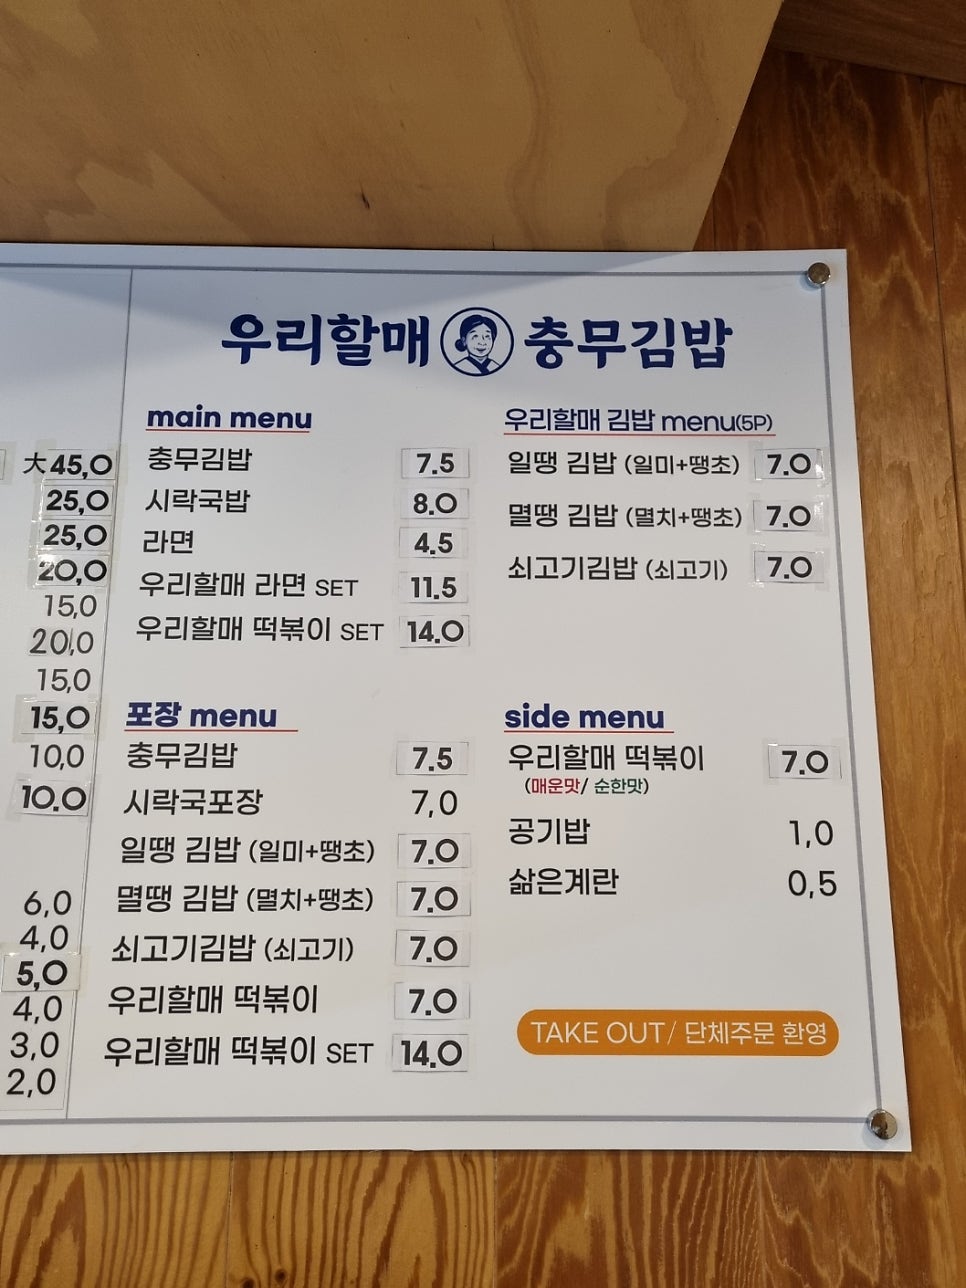 大45,0
25,0
25,0
20,0
15,0
20,0
15,0
15,0
10,0
10.0
6,0
4,0
5,0
4,0
3,0
2,0
우리할매 충무김밥
main menu
충무김밥 7.5
시락국밥 8.0
라면 4.5
우리할매 라면 SET 11.5
우리할매 떡볶이 SET 14.0
포장 menu
충무김밥 7.5
시락국포장 7,0
일땡 김밥 (일미+땡초) 7.0
멸땡 김밥 (멸치+땡초) 7.0
쇠고기김밥 (쇠고기) 7.0
우리할매 떡볶이 7.0
우리할매 떡볶이 SET 14.0
우리할매 김밥 menu(5P)
일땡 김밥 (일미+땡초) 7.0
멸땡 김밥 (멸치+땡초) 7.0
쇠고기김밥 (쇠고기) 7.0
side menu
우리할매 떡볶이 7.0
(매운맛/ 순한맛)
공기밥 1,0
삶은계란 0,5
TAKE OUT/ 단체주문 환영